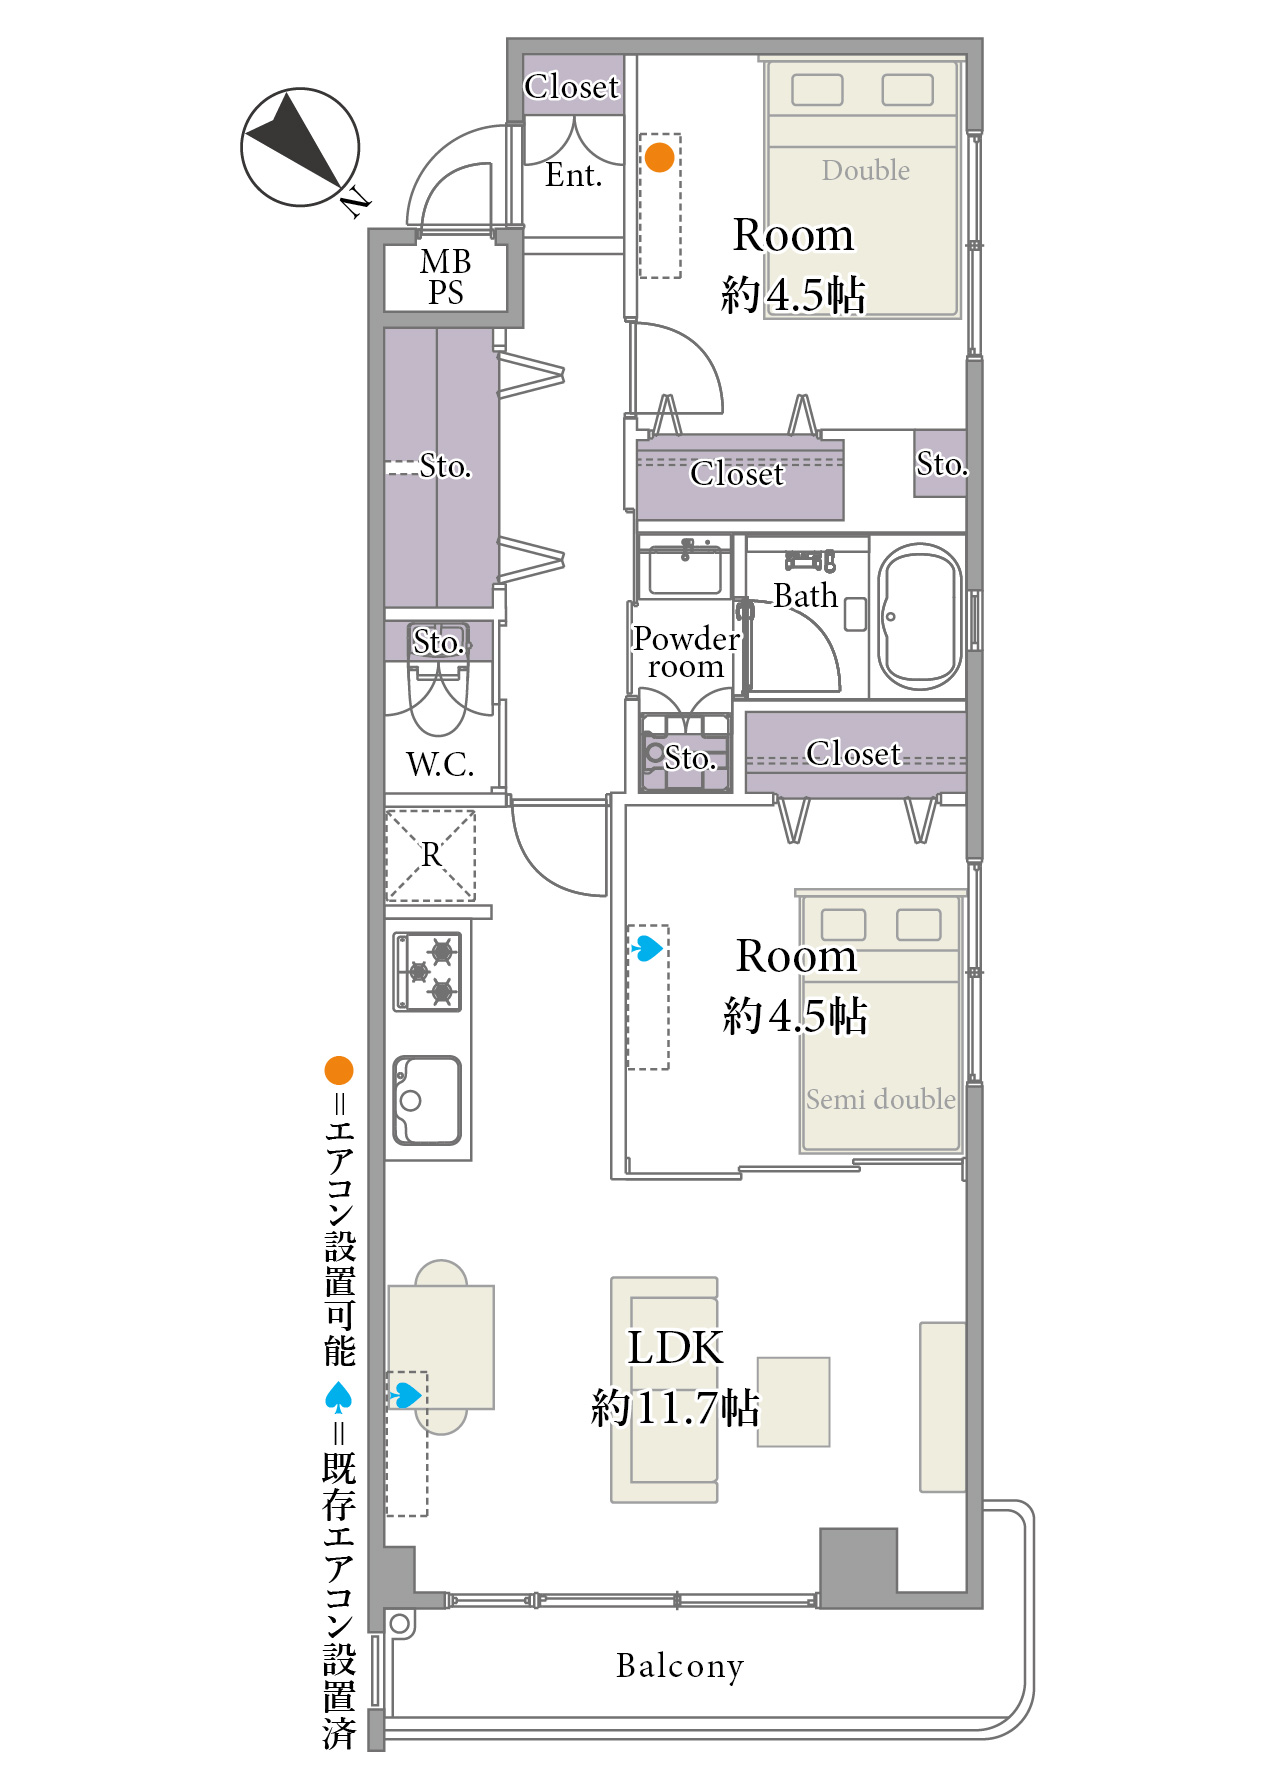 Closet
Ent.
Double
N
Room
約4.5帖
MB
PS
Sto.
Closet
Sto.
Bath
Powder
room
Sto.
W.C.
Sto.
Closet
R
Room
約4.5帖
Semi double
LDK
約11.7帖
Balcony
●=エアコン設置可能 ♠=既存エアコン設置済